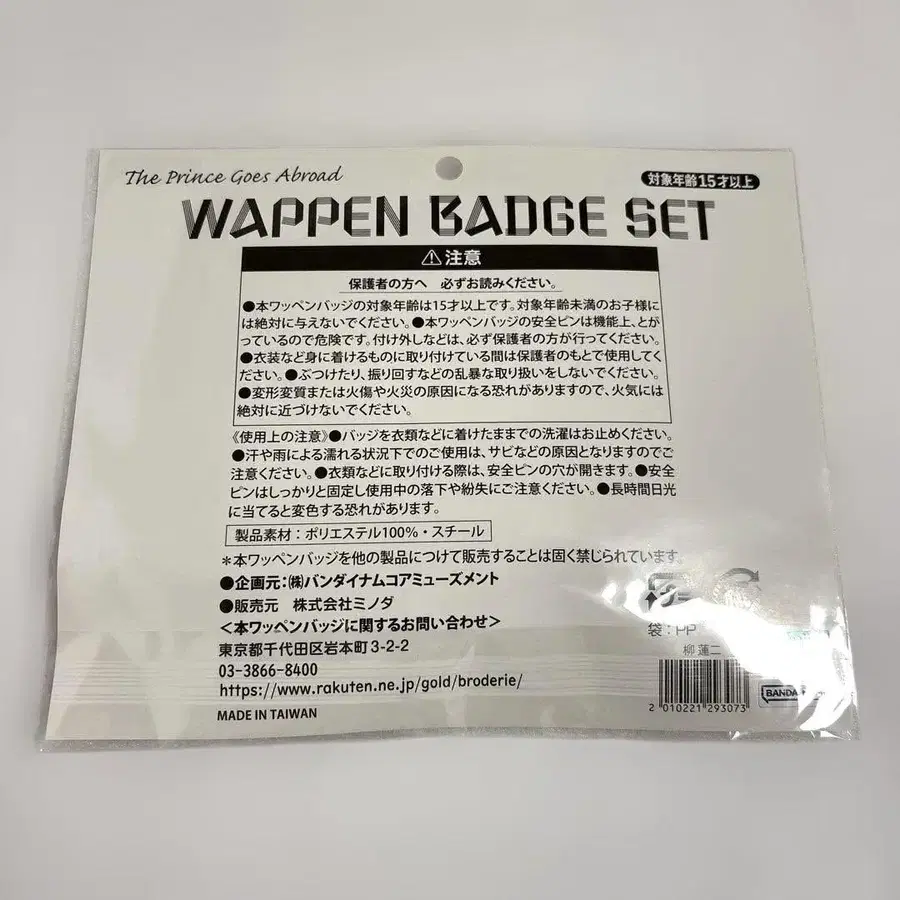 The Prince Goes Abroad
対象年齢15才以上
WAPPEN BADGE SET
⚠注意
保護者の方へ 必ずお読みください。
●本ワッペンバッジの対象年齢は15才以上です。対象年齢未満のお子様に
は絶対に与えないでください。●本ワッペンバッジの安全ピンは機能上、とが
っているので危険です。付け外しなどは、必ず保護者の方が行ってください。
●衣装など身に着けるものに取り付けている間は保護者のもとで使用してく
ださい。●ぶつけたり、振り回すなどの乱暴な取り扱いをしないでください。
●変形変質または火傷や火災の原因になる恐れがありますので、火気には
絶対に近づけないでください。
《使用上の注意》●バッジを衣類などに着けたままでの洗濯はお止めください。
●汗や雨による濡れる状況下でのご使用は、サビなどの原因となりますのでご
注意ください。●衣類などに取り付ける際は、安全ピンの穴が開きます。●安全
ピンはしっかりと固定し使用中の落下や紛失にご注意ください。●長時間日光
に当てると変色する恐れがあります。
製品素材：ポリエステル100%・スチール
＊本ワッペンバッジを他の製品につけて販売することは固く禁じられています。
●企画元：㈱バンダイナムコアミューズメント
●販売元 株式会社ミノダ
＜本ワッペンバッジに関するお問い合わせ＞
東京都千代田区岩本町3-2-2
03-3866-8400
https://www.rakuten.ne.jp/gold/broderie/
MADE IN TAIWAN
袋：PP
柳 蓮二
2 010221 293073
BANDA